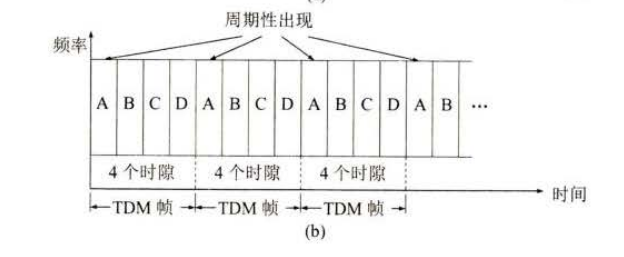 周期性出现
频率
A B C D A B C D A B C D A B …
4个时隙 4个时隙 4个时隙
时间
TDM 帧 TDM 帧 TDM 帧
(b)